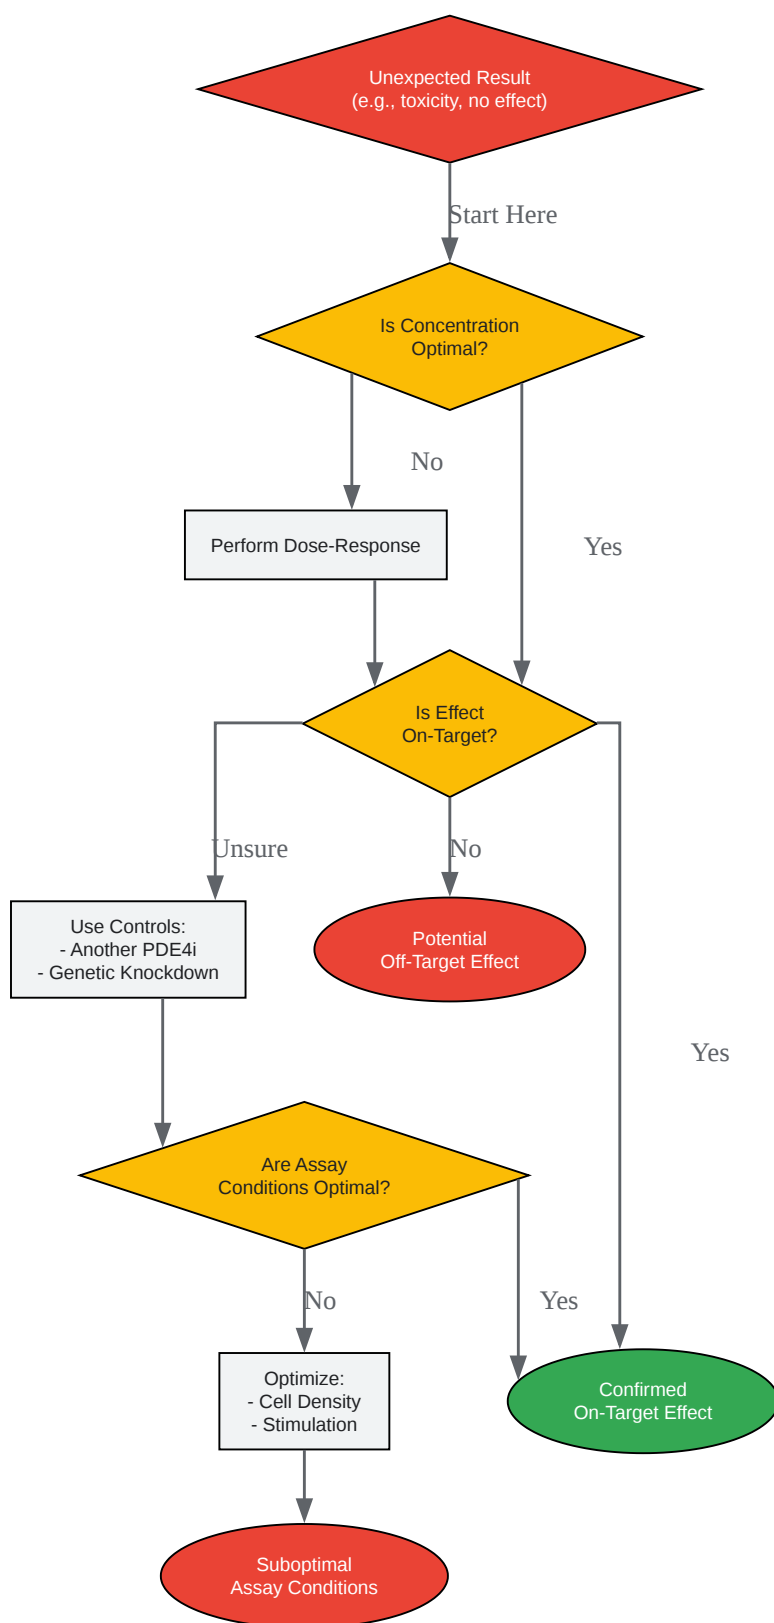 Unexpected Result
(e.g., toxicity, no effect)
Start Here
Is Concentration
Optimal?
No
Perform Dose-Response
Yes
Is Effect
On-Target?
Unsure
No
Use Controls:
- Another PDE4i
- Genetic Knockdown
Potential
Off-Target Effect
Yes
Are Assay
Conditions Optimal?
No
Yes
Optimize:
- Cell Density
- Stimulation
Confirmed
On-Target Effect
Suboptimal
Assay Conditions